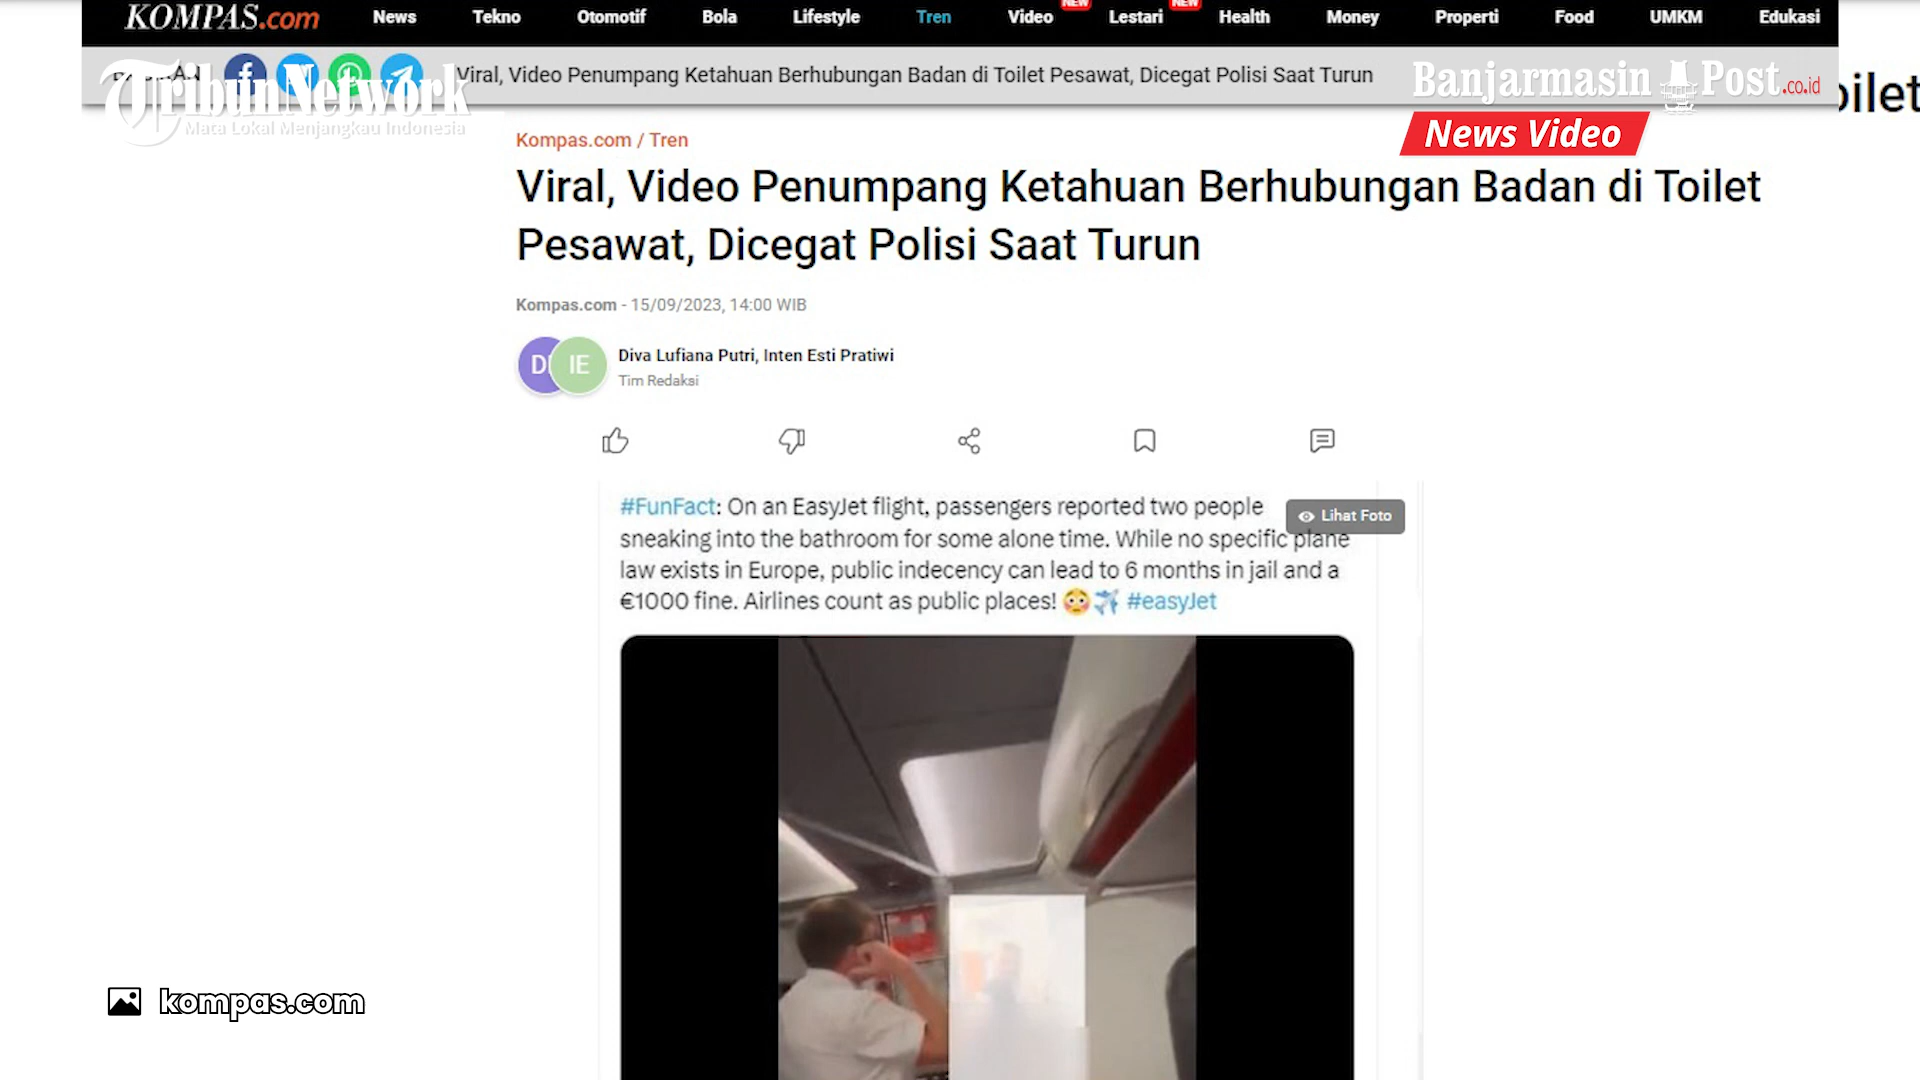 KOMPAS.com News Tekno Otomotif Bola Lifestyle Tren Video NEW Lestari NEW Health Money Properti Food UMKM Edukasi
TribunNetwork
Mata Lokal Menjangkau Indonesia
Viral, Video Penumpang Ketahuan Berhubungan Badan di Toilet Pesawat, Dicegat Polisi Saat Turun
Banjarmasin Post.co.id
News Video
oilet
Kompas.com / Tren
Viral, Video Penumpang Ketahuan Berhubungan Badan di Toilet
Pesawat, Dicegat Polisi Saat Turun
Kompas.com - 15/09/2023, 14:00 WIB
D IE
Diva Lufiana Putri, Inten Esti Pratiwi
Tim Redaksi
#FunFact: On an EasyJet flight, passengers reported two people
Lihat Foto
sneaking into the bathroom for some alone time. While no specific plane
law exists in Europe, public indecency can lead to 6 months in jail and a
€1000 fine. Airlines count as public places! 😳✈️ #easyJet
kompas.com